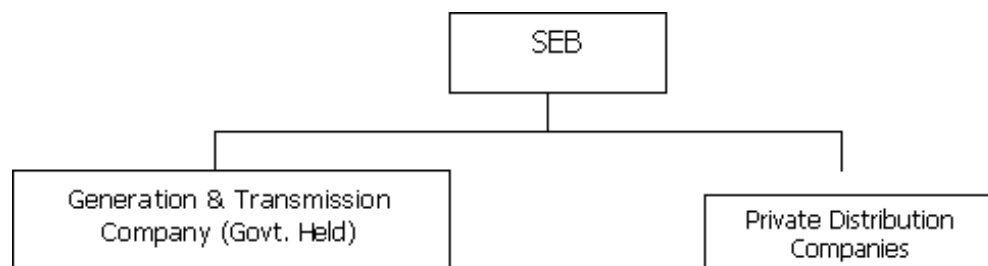 SEB
Generation & Transmission
Company (Govt. Held)
Private Distribution
Companies